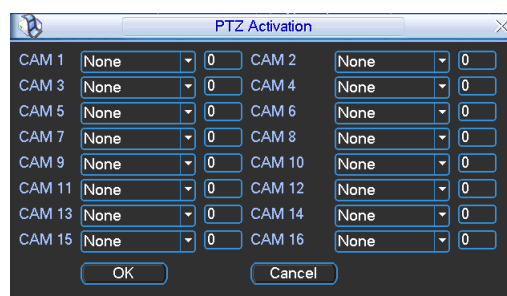 PTZ Activation
CAM 1 None 0 CAM 2 None 0
CAM 3 None 0 CAM 4 None 0
CAM 5 None 0 CAM 6 None 0
CAM 7 None 0 CAM 8 None 0
CAM 9 None 0 CAM 10 None 0
CAM 11 None 0 CAM 12 None 0
CAM 13 None 0 CAM 14 None 0
CAM 15 None 0 CAM 16 None 0
OK Cancel